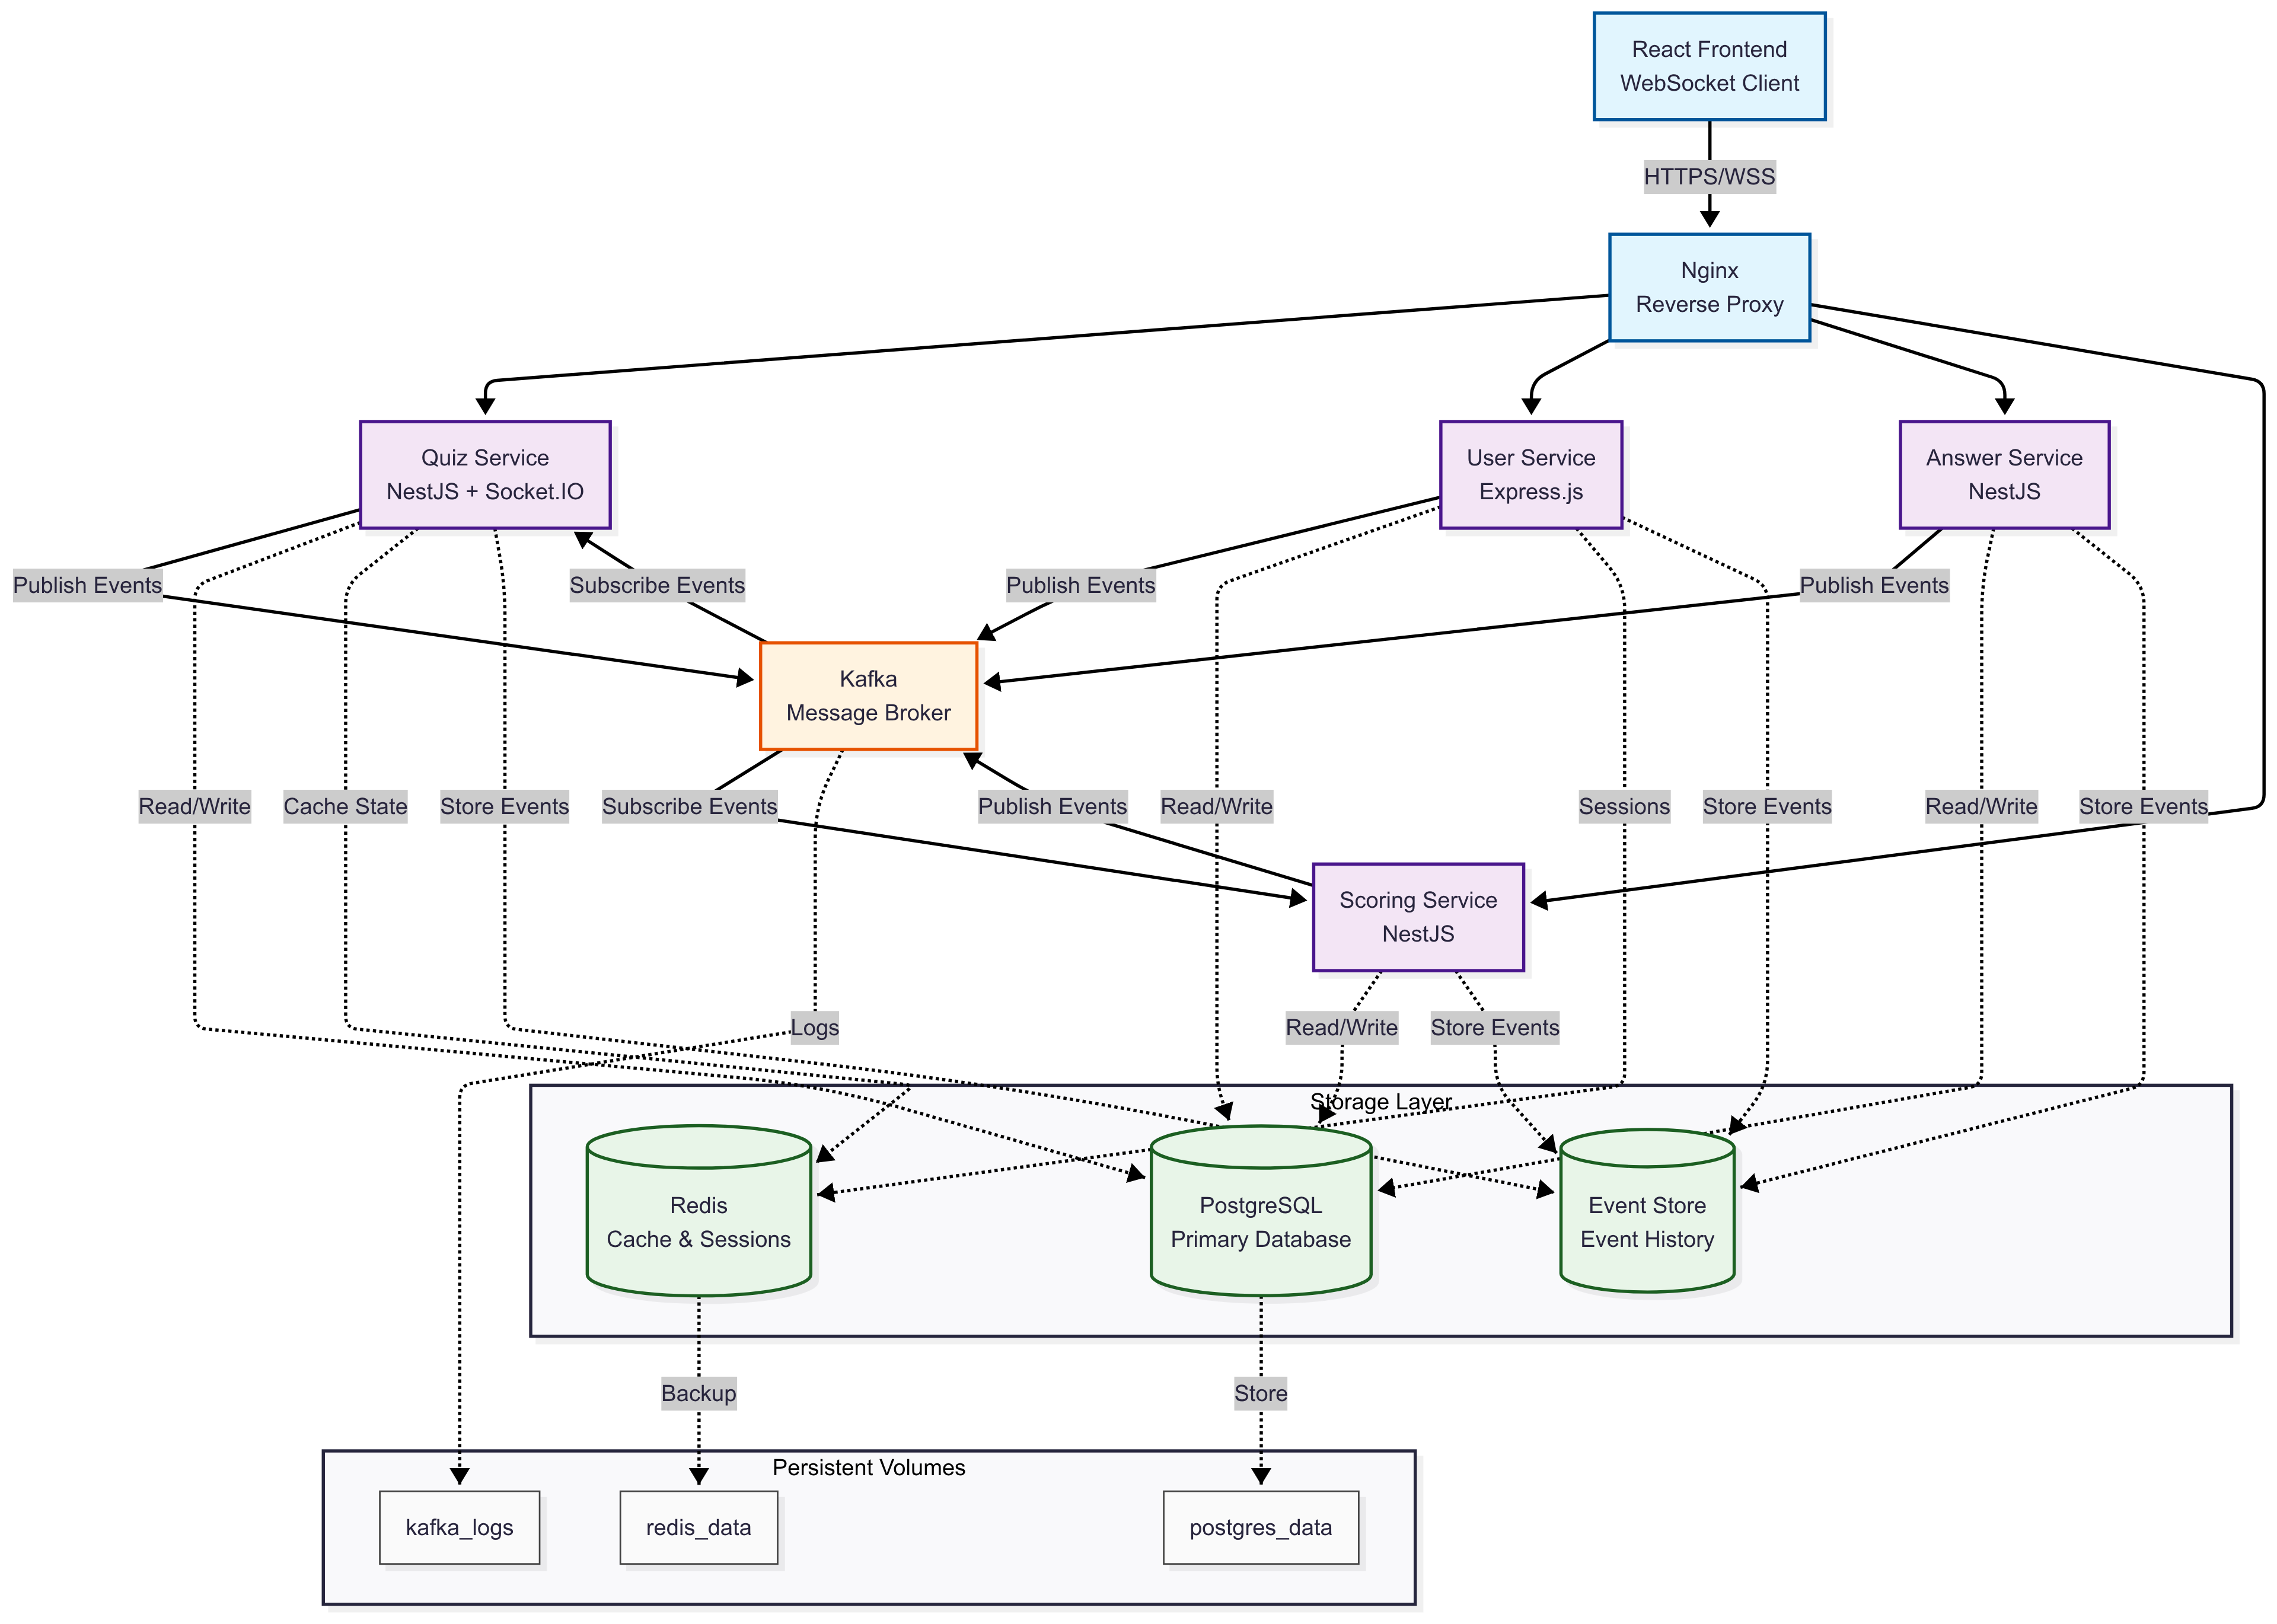 React Frontend
WebSocket Client
HTTPS/WSS
Nginx
Reverse Proxy
Quiz Service
NestJS + Socket.IO
User Service
Express.js
Answer Service
NestJS
Publish Events
Subscribe Events
Publish Events
Publish Events
Kafka
Message Broker
Read/Write
Cache State
Store Events
Subscribe Events
Publish Events
Read/Write
Sessions
Store Events
Read/Write
Store Events
Scoring Service
NestJS
Logs
Read/Write
Store Events
Storage Layer
Redis
Cache & Sessions
PostgreSQL
Primary Database
Event Store
Event History
Backup
Store
Persistent Volumes
kafka_logs
redis_data
postgres_data